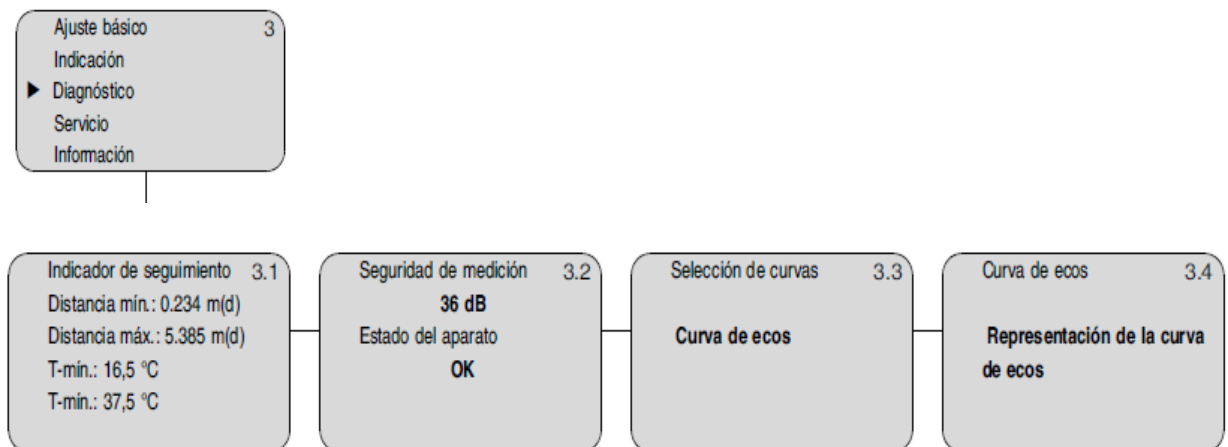 Ajuste básico 3
Indicación
▶ Diagnóstico
Servicio
Información
Indicador de seguimiento 3.1
Distancia mín.: 0.234 m(d)
Distancia máx.: 5.385 m(d)
T-mín.: 16,5 °C
T-mín.: 37,5 °C
Seguridad de medición 3.2
36 dB
Estado del aparato
OK
Selección de curvas 3.3
Curva de ecos
Curva de ecos 3.4
Representación de la curva
de ecos